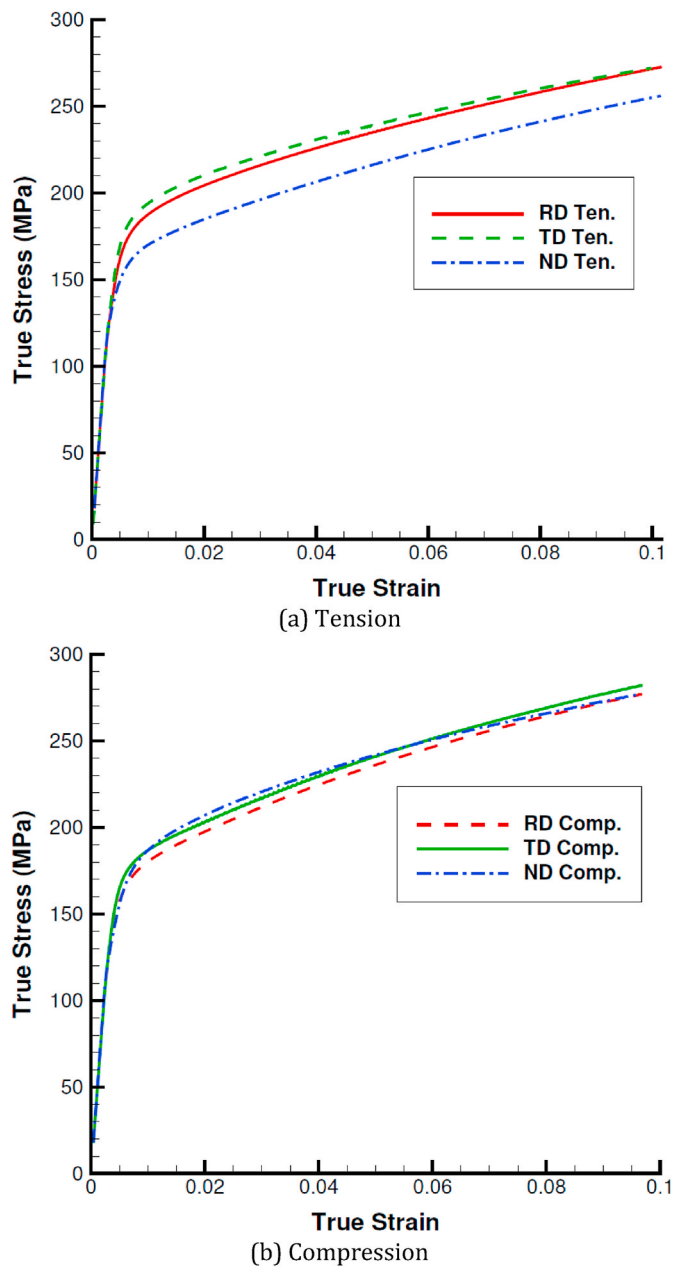 300
250
200
150
100
50
0
True Stress (MPa)
RD Ten.
TD Ten.
ND Ten.
0 0.02 0.04 0.06 0.08 0.1
True Strain
(a) Tension
300
250
200
150
100
50
0
True Stress (MPa)
RD Comp.
TD Comp.
ND Comp.
0 0.02 0.04 0.06 0.08 0.1
True Strain
(b) Compression